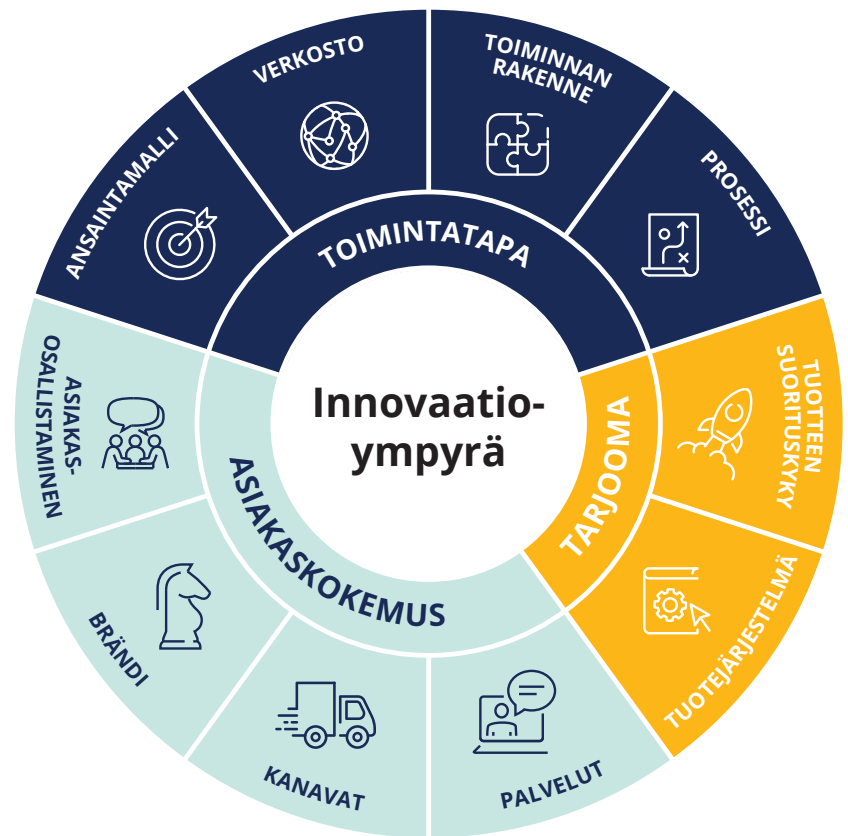 Innovaatio-
ympyrä
TOIMINTATAPA
ANSAINTAMALLI
VERKOSTO
TOIMINNAN
RAKENNE
PROSESSI
TARJOOMA
TUOTTEEN
SUORITUSKYKY
TUOTEJÄRJESTELMÄ
ASIAKASKOKEMUS
PALVELUT
KANAVAT
BRÄNDI
ASIAKAS-
OSALLISTAMINEN